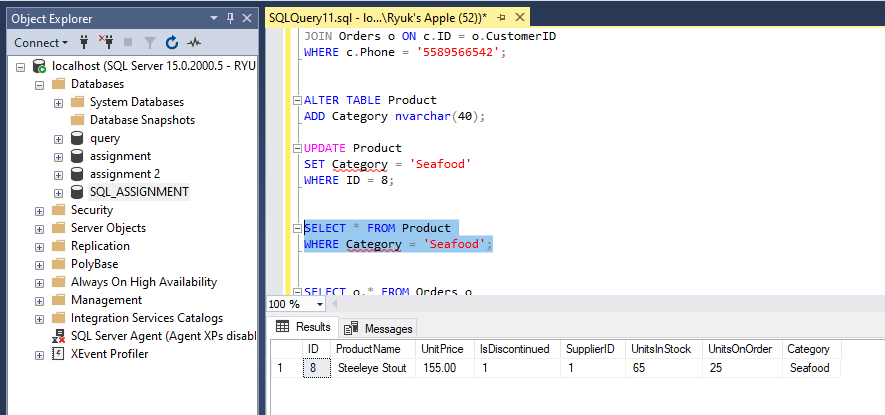 Object Explorer
Connect
localhost (SQL Server 15.0.2000.5 - RYU
Databases
System Databases
Database Snapshots
query
assignment
assignment 2
SQL_ASSIGNMENT
Security
Server Objects
Replication
PolyBase
Always On High Availability
Management
Integration Services Catalogs
SQL Server Agent (Agent XPs disabl
XEvent Profiler
SQLQuery11.sql - lo...\Ryuk's Apple (52))*
JOIN Orders o ON c.ID = o.CustomerID
WHERE c.Phone = '5589566542';
ALTER TABLE Product
ADD Category nvarchar(40);
UPDATE Product
SET Category = 'Seafood'
WHERE ID = 8;
SELECT * FROM Product
WHERE Category = 'Seafood';
SELECT o.* FROM Orders o
100 %
Results Messages
ID ProductName UnitPrice IsDiscontinued SupplierID UnitsInStock UnitsOnOrder Category
1 8 Steeleye Stout 155.00 1 1 65 25 Seafood